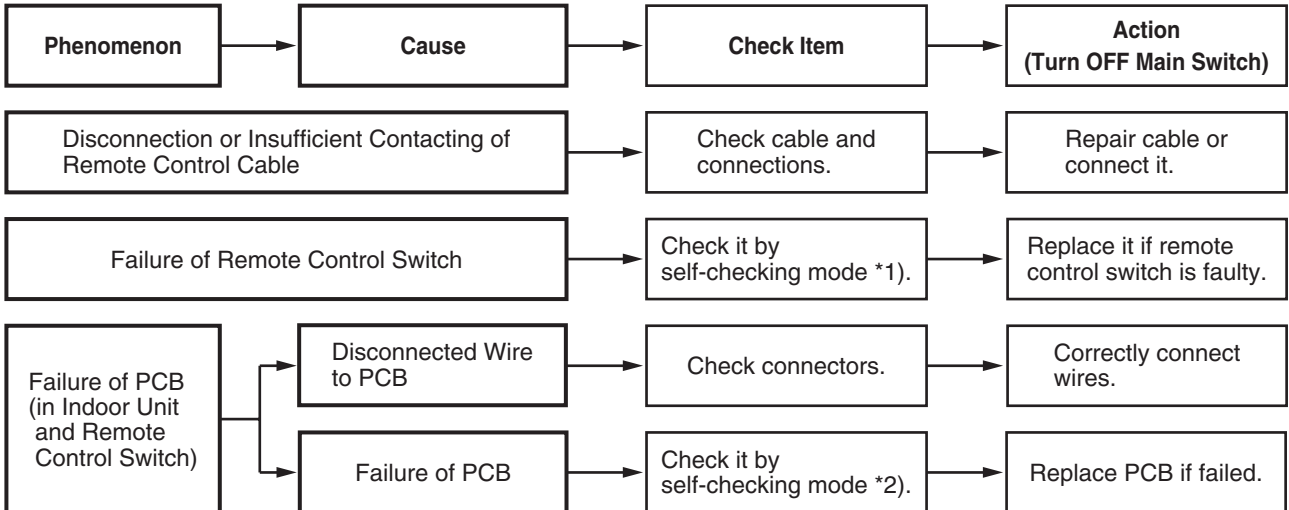 Phenomenon
Cause
Check Item
Action
(Turn OFF Main Switch)
Disconnection or Insufficient Contacting of
Remote Control Cable
Check cable and
connections.
Repair cable or
connect it.
Failure of Remote Control Switch
Check it by
self-checking mode *1).
Replace it if remote
control switch is faulty.
Failure of PCB
(in Indoor Unit
and Remote
Control Switch)
Disconnected Wire
to PCB
Check connectors.
Correctly connect
wires.
Failure of PCB
Check it by
self-checking mode *2).
Replace PCB if failed.